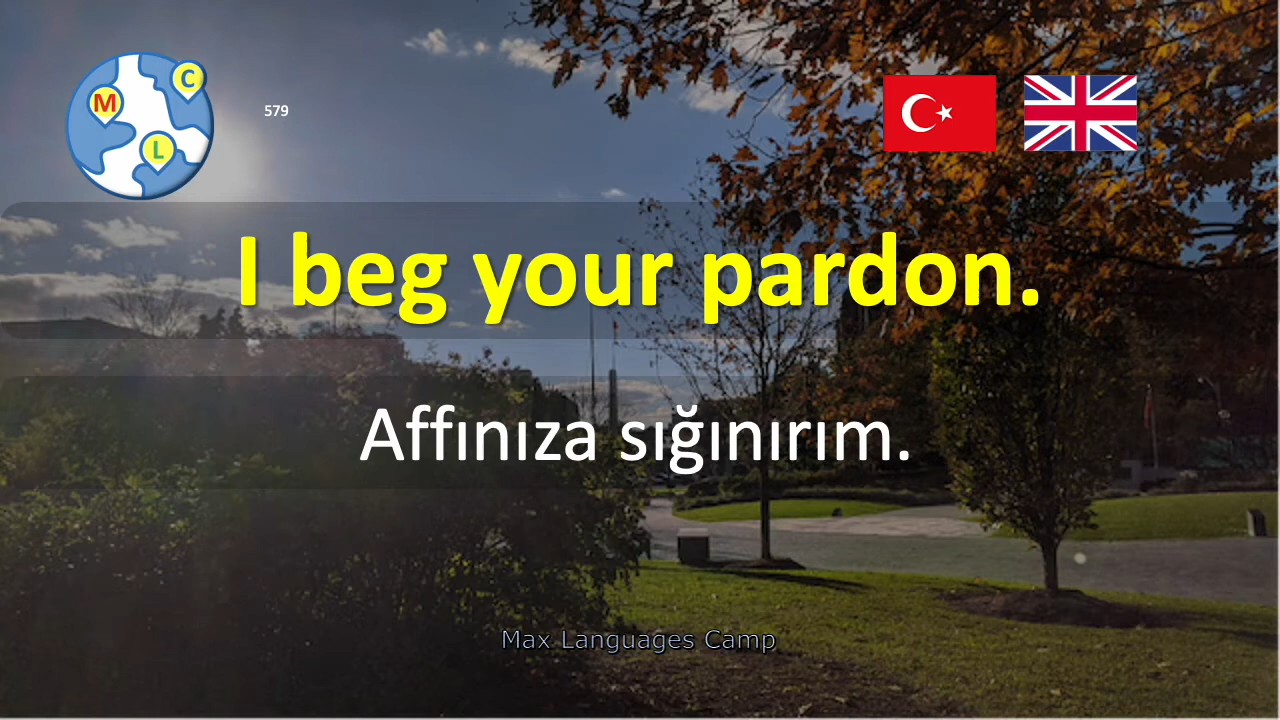 M
C
L
579
I beg your pardon.
Affınıza sığınırım.
Max Languages Camp